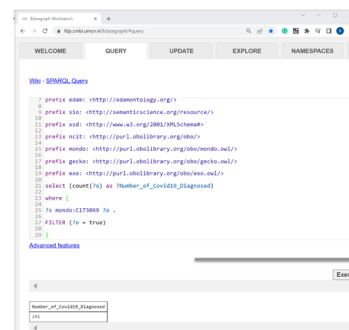 Blazegraph Workbench
fdp.cmbi.umcn.nl/blazegraph/#query
WELCOME QUERY UPDATE EXPLORE NAMESPACES
Wiki - SPARQL Query
7 prefix edam: <http://edamontology.org/>
8
9 prefix sio: <http://semanticscience.org/resource/>
10
11 prefix xsd: <http://www.w3.org/2001/XMLSchema#>
12
13 prefix ncit: <http://purl.obolibrary.org/obo/>
14
15 prefix mondo: <http://purl.obolibrary.org/obo/mondo.owl/>
16
17 prefix gecko: <http://purl.obolibrary.org/obo/gecko.owl/>
18
19 prefix exo: <http://purl.obolibrary.org/obo/exo.owl/>
20
21 select (count(?o) as ?Number_of_Covid19_Diagnosed)
22
23 where {
24
25 ?s mondo:C173069 ?o .
26
27 FILTER (?o = true)
28
29 }
Advanced features
Exec
Number_of_Covid19_Diagnosed
241